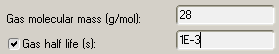 Gas molecular mass (g/mol): 28
Gas half life (s): 1E-3